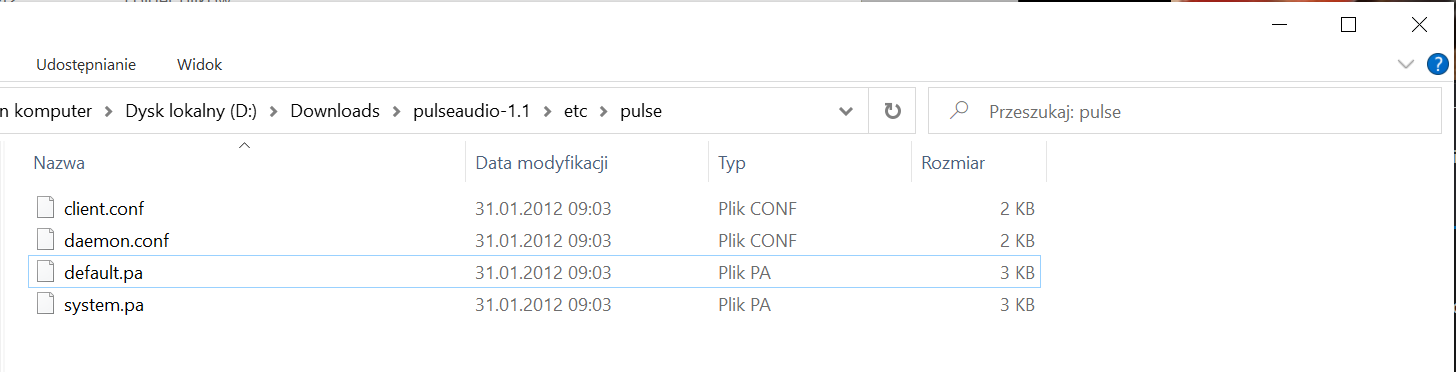 Udostępnianie Widok
n komputer Dysk lokalny (D:) Downloads pulseaudio-1.1 etc pulse Przeszukaj: pulse
Nazwa Data modyfikacji Typ Rozmiar
client.conf 31.01.2012 09:03 Plik CONF 2 KB
daemon.conf 31.01.2012 09:03 Plik CONF 2 KB
default.pa 31.01.2012 09:03 Plik PA 3 KB
system.pa 31.01.2012 09:03 Plik PA 3 KB